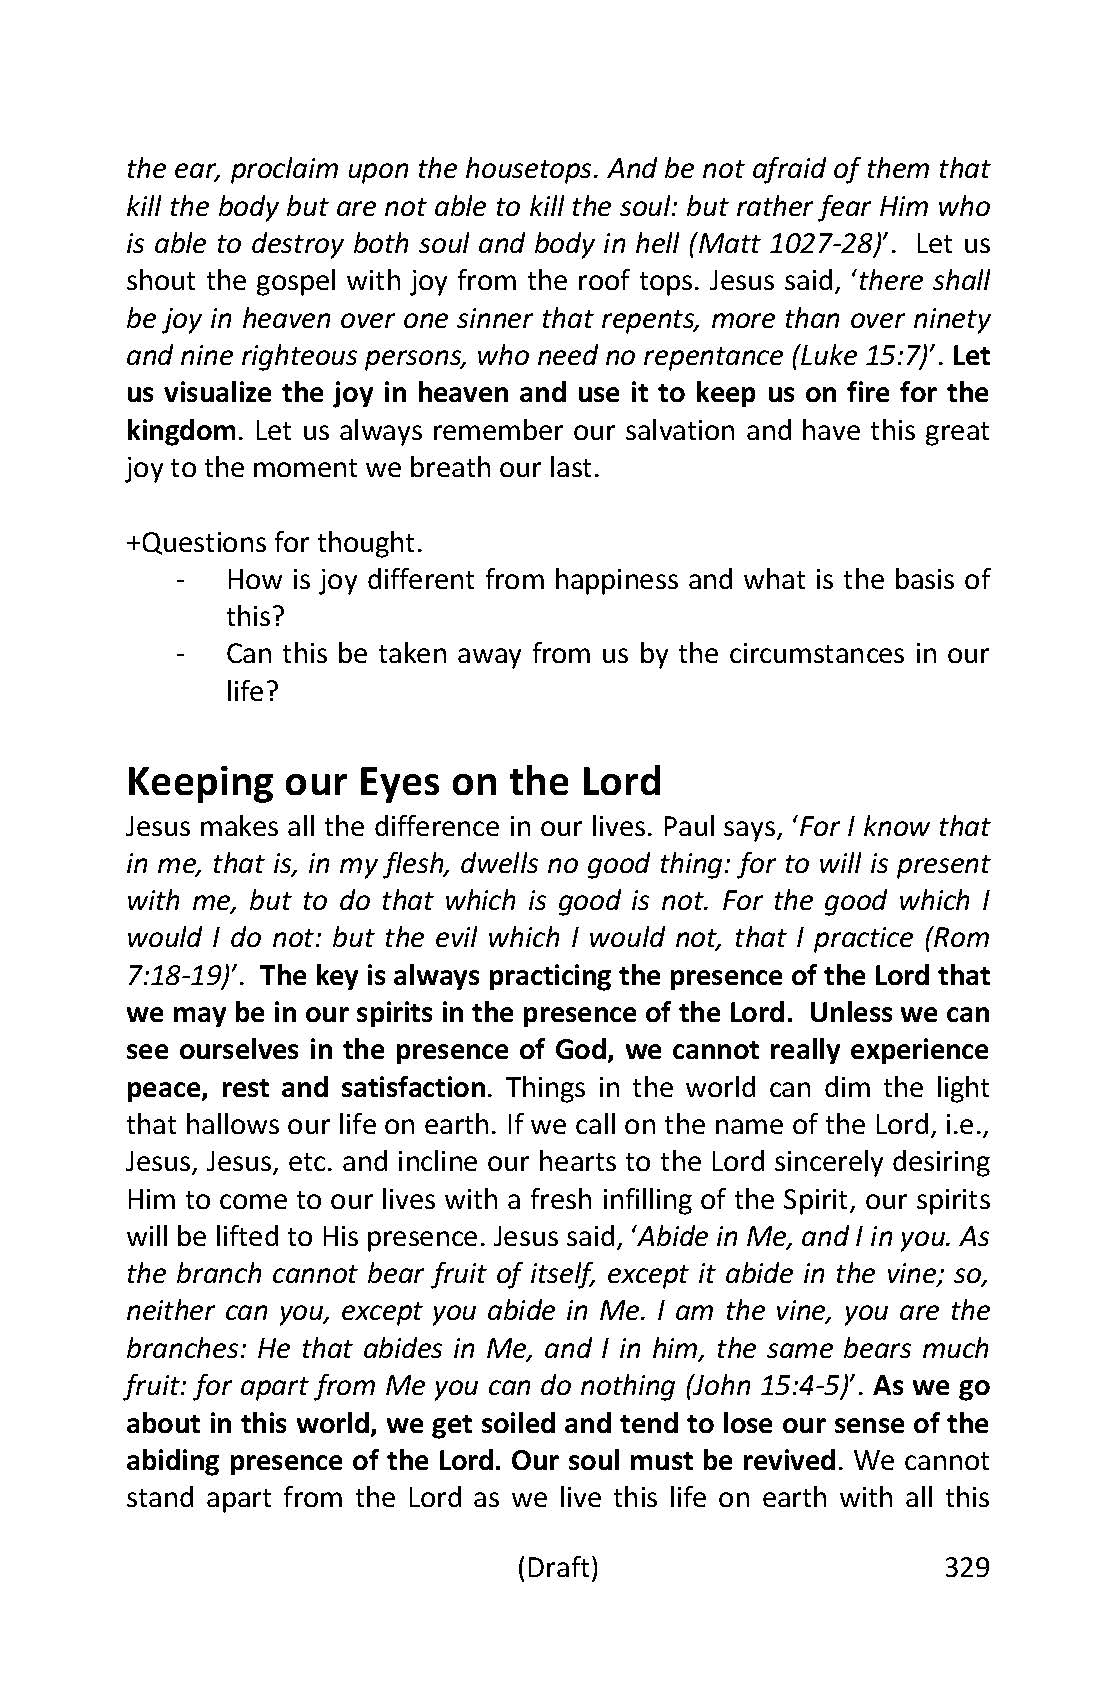 the ear, proclaim upon the housetops. And be not afraid of them that
kill the body but are not able to kill the soul: but rather fear Him who
is able to destroy both soul and body in hell (Matt 1027-28)’. Let us
shout the gospel with joy from the roof tops. Jesus said, ‘there shall
be joy in heaven over one sinner that repents, more than over ninety
and nine righteous persons, who need no repentance (Luke 15:7)’. Let
us visualize the joy in heaven and use it to keep us on fire for the
kingdom. Let us always remember our salvation and have this great
joy to the moment we breath our last.
+Questions for thought.
- How is joy different from happiness and what is the basis of
this?
- Can this be taken away from us by the circumstances in our
life?
Keeping our Eyes on the Lord
Jesus makes all the difference in our lives. Paul says, ‘For I know that
in me, that is, in my flesh, dwells no good thing: for to will is present
with me, but to do that which is good is not. For the good which I
would I do not: but the evil which I would not, that I practice (Rom
7:18-19)’. The key is always practicing the presence of the Lord that
we may be in our spirits in the presence of the Lord. Unless we can
see ourselves in the presence of God, we cannot really experience
peace, rest and satisfaction. Things in the world can dim the light
that hallows our life on earth. If we call on the name of the Lord, i.e.,
Jesus, Jesus, etc. and incline our hearts to the Lord sincerely desiring
Him to come to our lives with a fresh infilling of the Spirit, our spirits
will be lifted to His presence. Jesus said, ‘Abide in Me, and I in you. As
the branch cannot bear fruit of itself, except it abide in the vine; so,
neither can you, except you abide in Me. I am the vine, you are the
branches: He that abides in Me, and I in him, the same bears much
fruit: for apart from Me you can do nothing (John 15:4-5)’. As we go
about in this world, we get soiled and tend to lose our sense of the
abiding presence of the Lord. Our soul must be revived. We cannot
stand apart from the Lord as we live this life on earth with all this
(Draft) 329